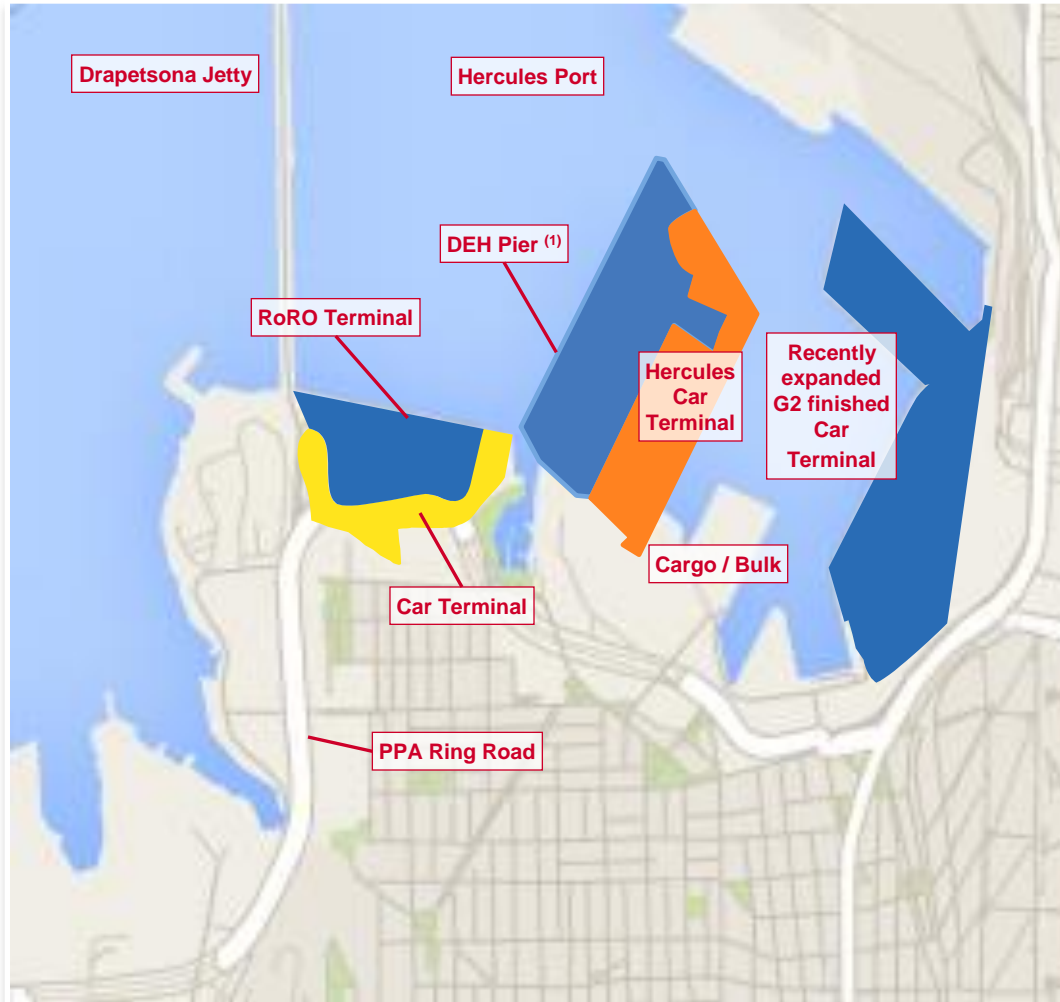 Drapetsona Jetty
Hercules Port
DEH Pier (1)
RoRO Terminal
Hercules
Car
Terminal
Recently
expanded
G2 finished
Car
Terminal
Cargo / Bulk
Car Terminal
PPA Ring Road